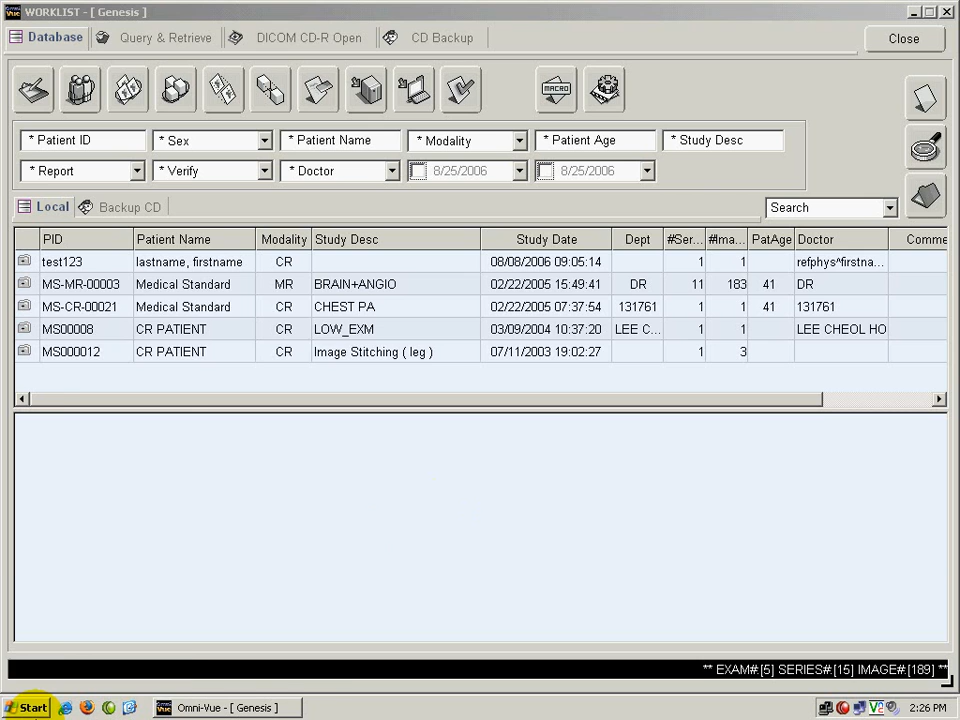 WORKLIST - [ Genesis ]
Database Query & Retrieve DICOM CD-R Open CD Backup Close
MACRO
* Patient ID * Sex * Patient Name * Modality * Patient Age * Study Desc
* Report * Verify * Doctor 8/25/2006 8/25/2006
Local Backup CD Search
PID Patient Name Modality Study Desc Study Date Dept #Ser... #Ima... PatAge Doctor Comme
test123 lastname, firstname CR 08/08/2006 09:05:14 1 1 refphys^firstna...
MS-MR-00003 Medical Standard MR BRAIN+ANGIO 02/22/2005 15:49:41 DR 11 183 41 DR
MS-CR-00021 Medical Standard CR CHEST PA 02/22/2005 07:37:54 131761 1 1 41 131761
MS00008 CR PATIENT CR LOW_EXM 03/09/2004 10:37:20 LEE C... 1 1 LEE CHEOL HO
MS000012 CR PATIENT CR Image Stitching ( leg ) 07/11/2003 19:02:27 1 3
** EXAM#.[5] SERIES#.[15] IMAGE#.[189] **
Start Omni-Vue - [ Genesis ] 2:26 PM